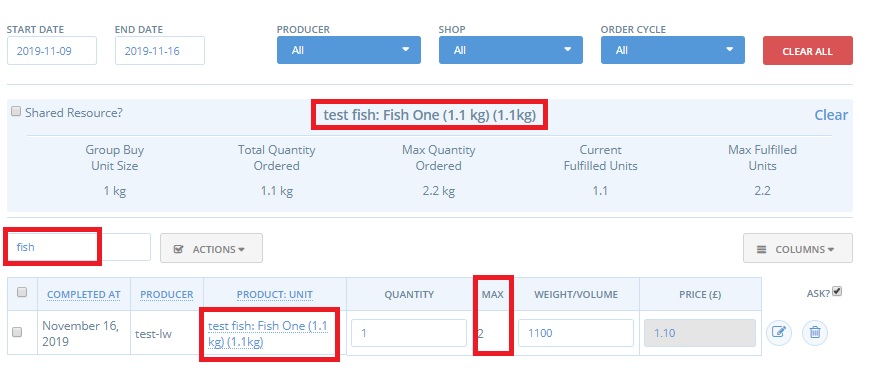 START DATE END DATE PRODUCER SHOP ORDER CYCLE
2019-11-09 2019-11-16 All All All CLEAR ALL
Shared Resource? test fish: Fish One (1.1 kg) (1.1kg) Clear
Group Buy Total Quantity Max Quantity Current Max Fulfilled
Unit Size Ordered Ordered Fulfilled Units Units
1 kg 1.1 kg 2.2 kg 1.1 2.2
fish ACTIONS COLUMNS
COMPLETED AT PRODUCER PRODUCT: UNIT QUANTITY MAX WEIGHT/VOLUME PRICE (£) ASK?
November 16, test-lw test fish: Fish One (1.1 1 2 1100 1.10
2019 kg) (1.1kg)